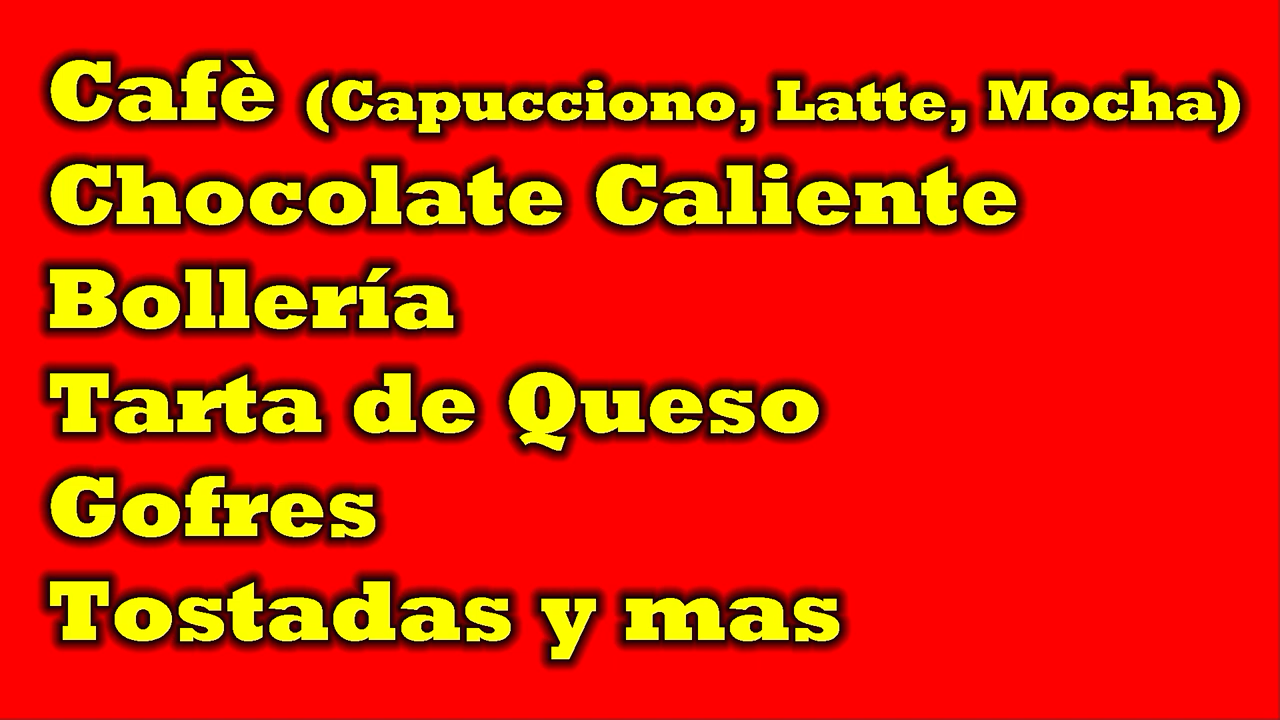 Cafè (Capucciono, Latte, Mocha)
Chocolate Caliente
Bollería
Tarta de Queso
Gofres
Tostadas y mas